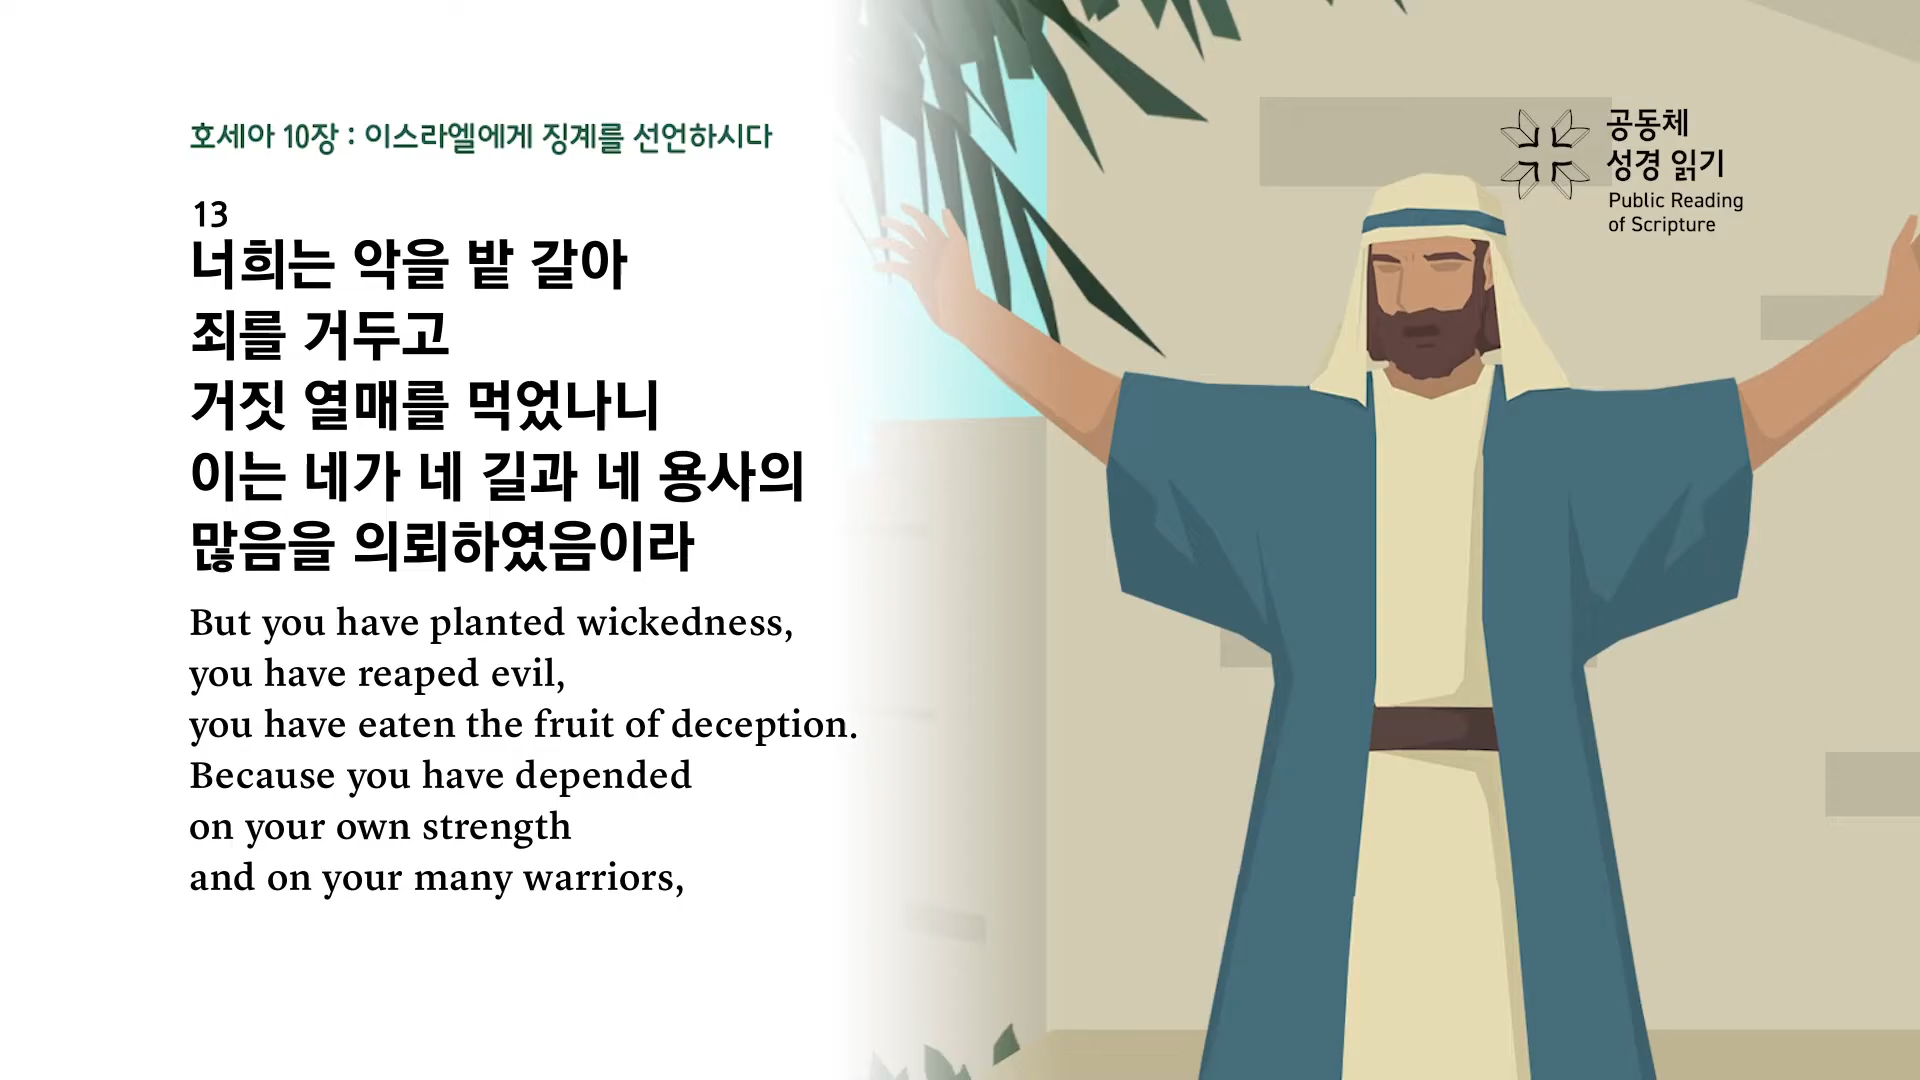 호세아 10장 : 이스라엘에게 징계를 선언하시다
13
너희는 악을 밭 갈아
죄를 거두고
거짓 열매를 먹었나니
이는 네가 네 길과 네 용사의
많음을 의뢰하였음이라
But you have planted wickedness,
you have reaped evil,
you have eaten the fruit of deception.
Because you have depended
on your own strength
and on your many warriors,
공동체
성경 읽기
Public Reading
of Scripture